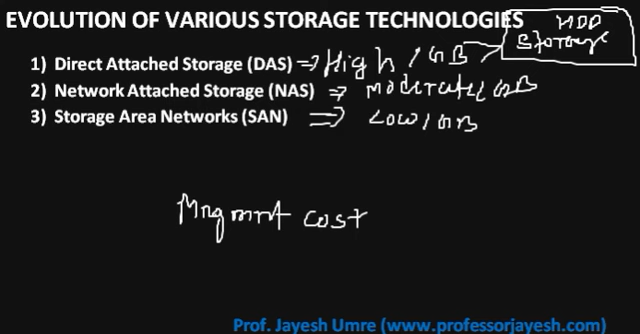 EVOLUTION OF VARIOUS STORAGE TECHNOLOGIES
HDD
Storage
1) Direct Attached Storage (DAS) => High / GB
2) Network Attached Storage (NAS) => Moderate / GB
3) Storage Area Networks (SAN) => Low / GB
Mngmnt cost
Prof. Jayesh Umre (www.professorjayesh.com)